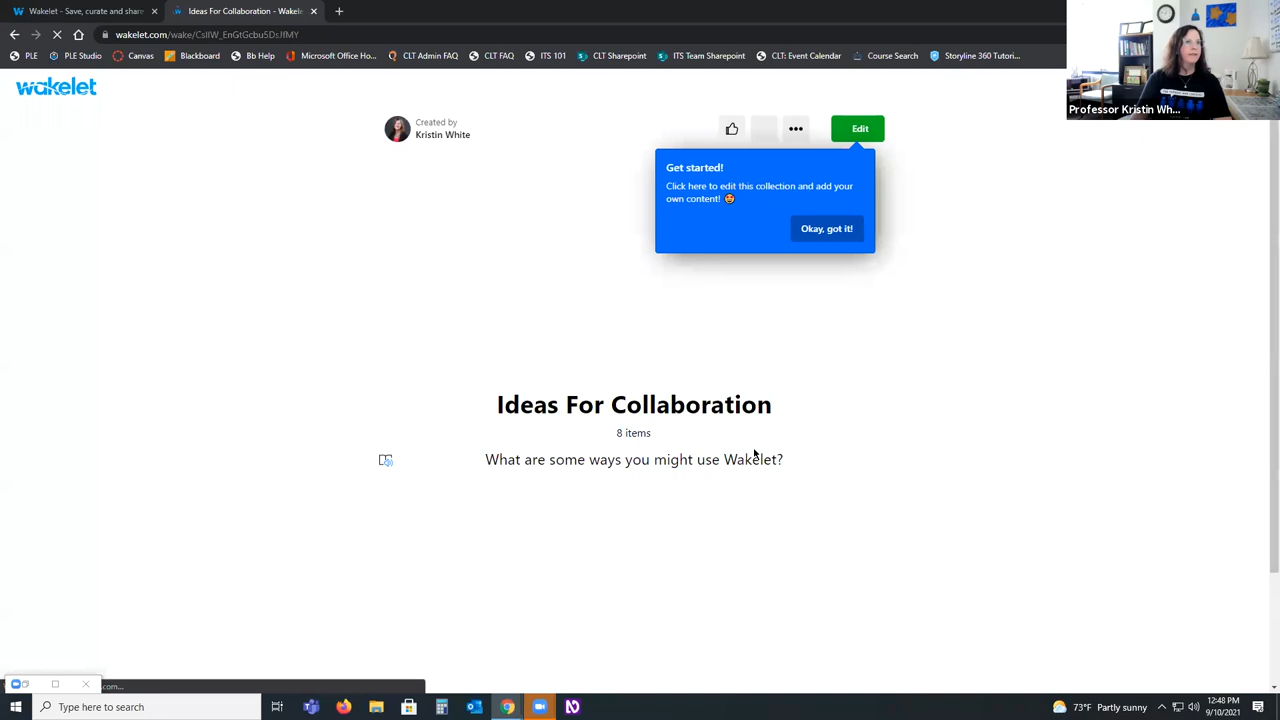 Wakelet - Save, curate and share
Ideas For Collaboration - Wakele
wakelet.com/wake/CsIIW_EnGtGcbu5DsJfMY
PLE PLE Studio Canvas Blackboard Bb Help Microsoft Office Ho... CLT Admin FAQ CLT FAQ ITS 101 CLT Sharepoint ITS Team Sharepoint CLT: Event Calendar Course Search Storyline 360 Tutori...
wakelet
Professor Kristin Wh...
Created by
Kristin White
Edit
Get started!
Click here to edit this collection and add your
own content!
Okay, got it!
Ideas For Collaboration
8 items
What are some ways you might use Wakelet?
com...
Type here to search
73°F Partly sunny
12:48 PM
9/10/2021